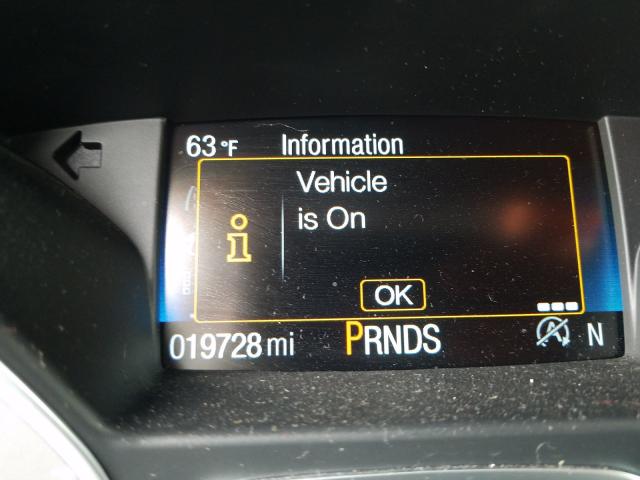 63°F Information
Vehicle
is On
i
OK
019728 mi PRNDS N